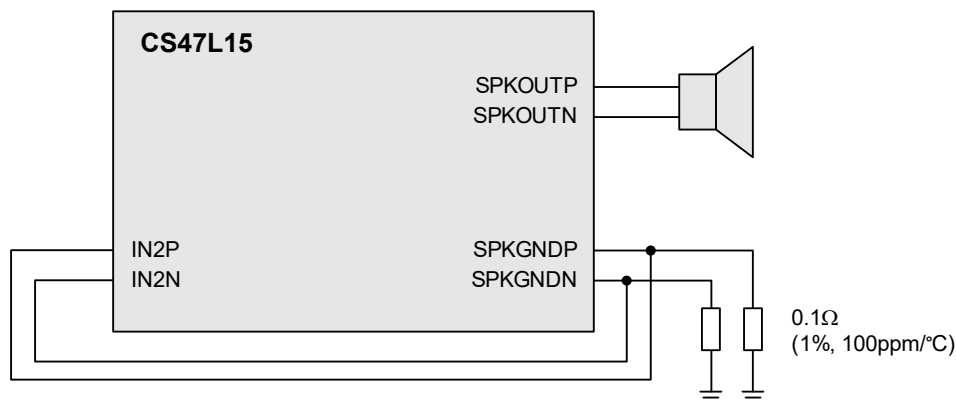 CS47L15
SPKOUTP
SPKOUTN
IN2P
IN2N
SPKGNDP
SPKGNDN
0.1Ω
(1%, 100ppm/°C)